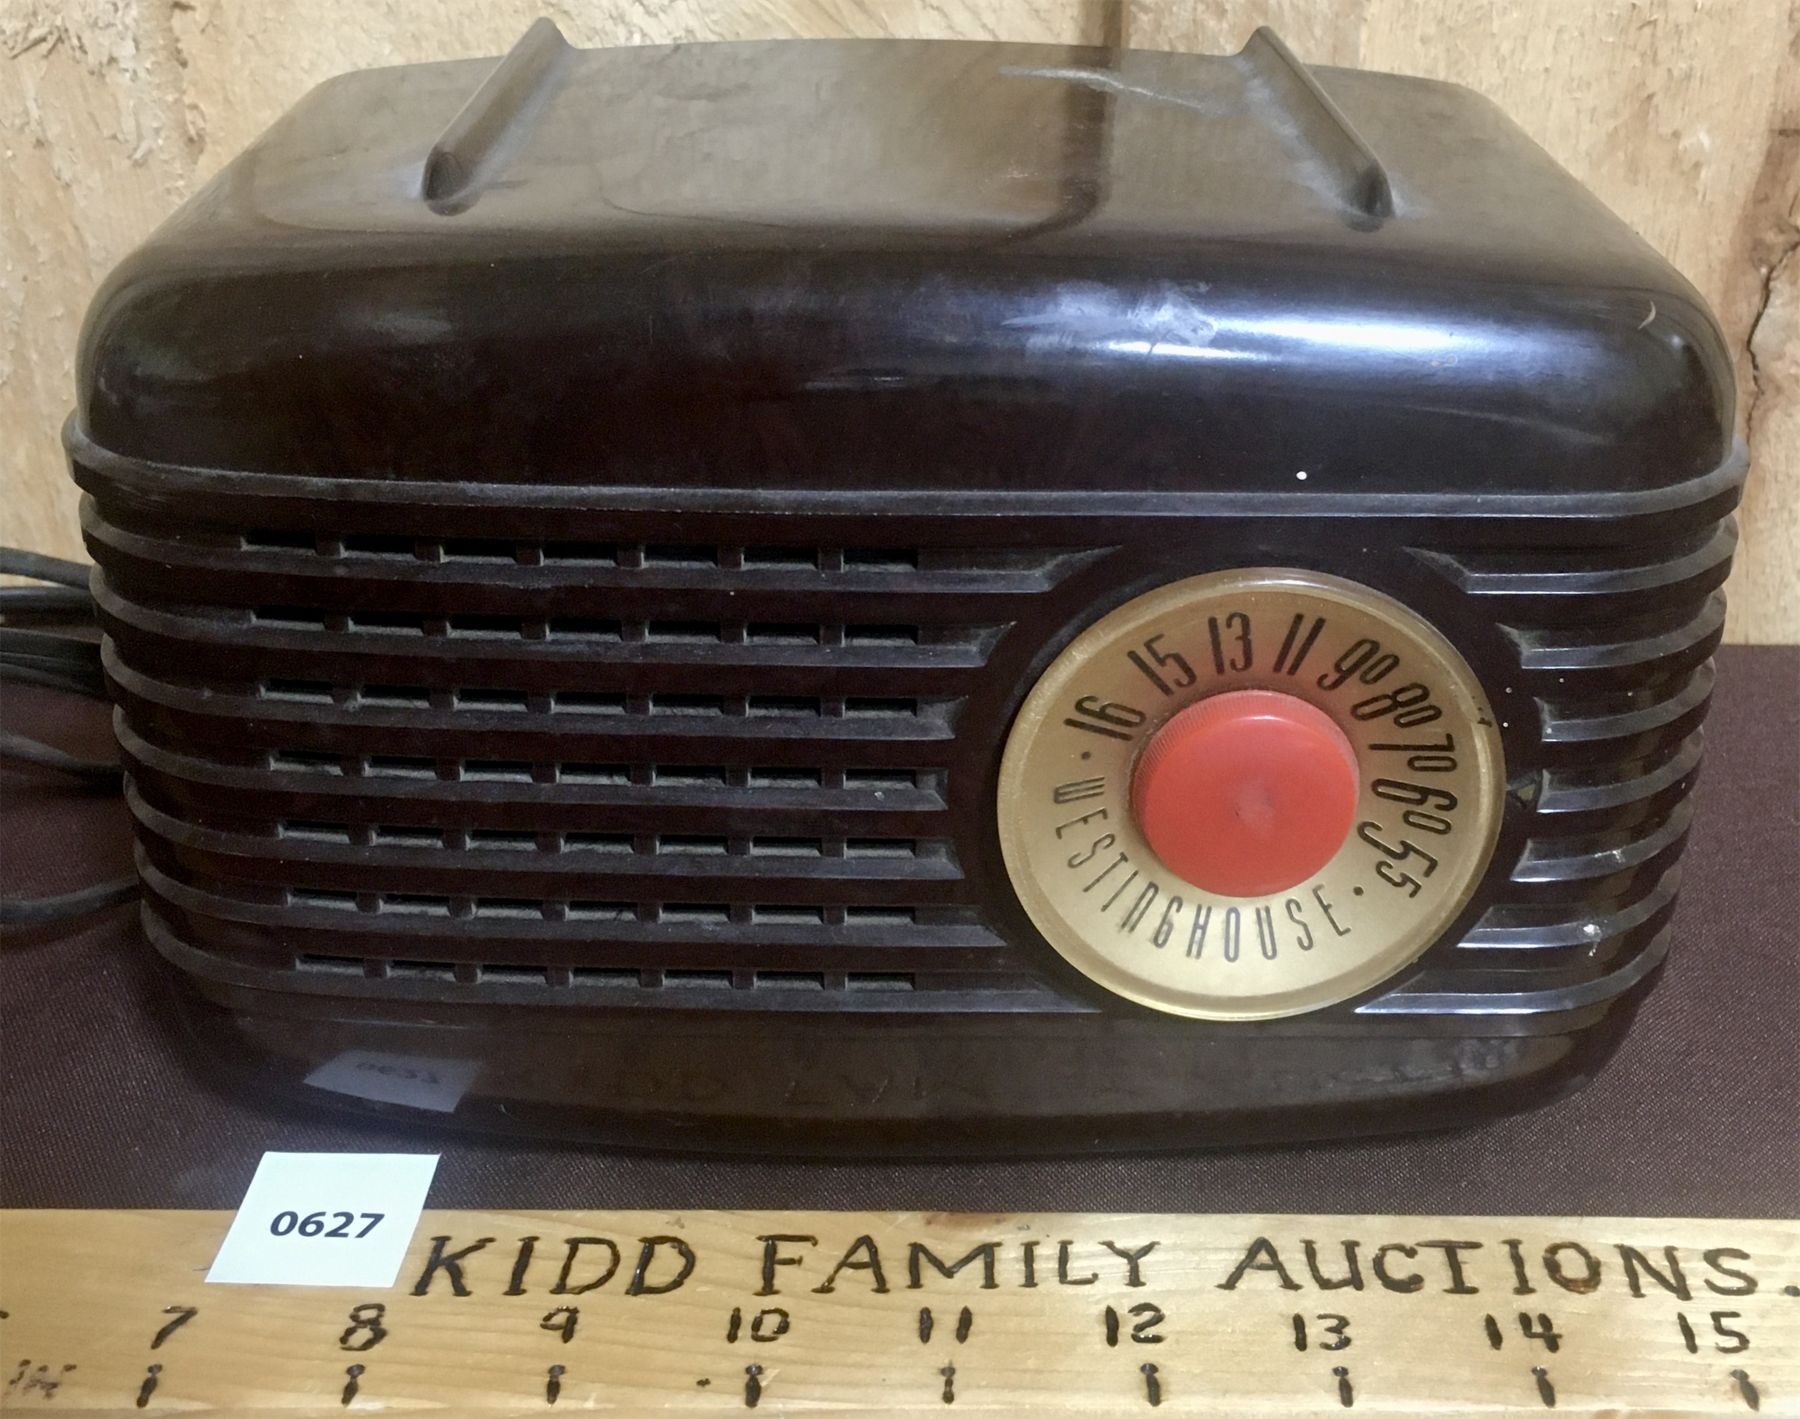 16 15 13 11 90 80 70 60 55
· WESTINGHOUSE ·
0627
KIDD FAMILY AUCTIONS.
7 8 9 10 11 12 13 14 15